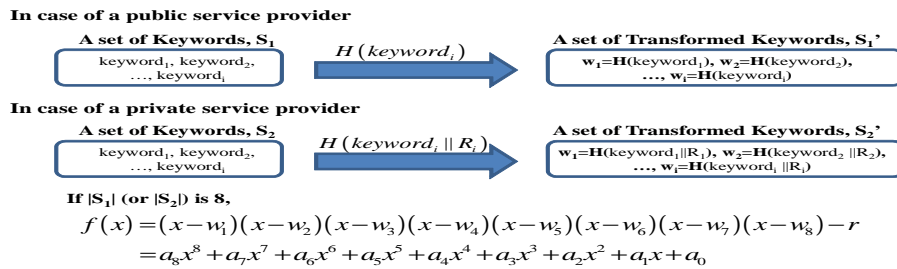 In case of a public service provider
A set of Keywords, S₁
keyword₁, keyword₂,
…, keywordᵢ
H(keywordᵢ)
A set of Transformed Keywords, S₁’
w₁=H(keyword₁), w₂=H(keyword₂),
…, wᵢ=H(keywordᵢ)
In case of a private service provider
A set of Keywords, S₂
keyword₁, keyword₂,
…, keywordᵢ
H(keywordᵢ || Rᵢ)
A set of Transformed Keywords, S₂’
w₁=H(keyword₁||R₁), w₂=H(keyword₂ ||R₂),
…, wᵢ=H(keywordᵢ ||Rᵢ)
If |S₁| (or |S₂|) is 8,
f(x)=(x−w₁)(x−w₂)(x−w₃)(x−w₄)(x−w₅)(x−w₆)(x−w₇)(x−w₈)−r
=a₈x⁸+a₇x⁷+a₆x⁶+a₅x⁵+a₄x⁴+a₃x³+a₂x²+a₁x+a₀